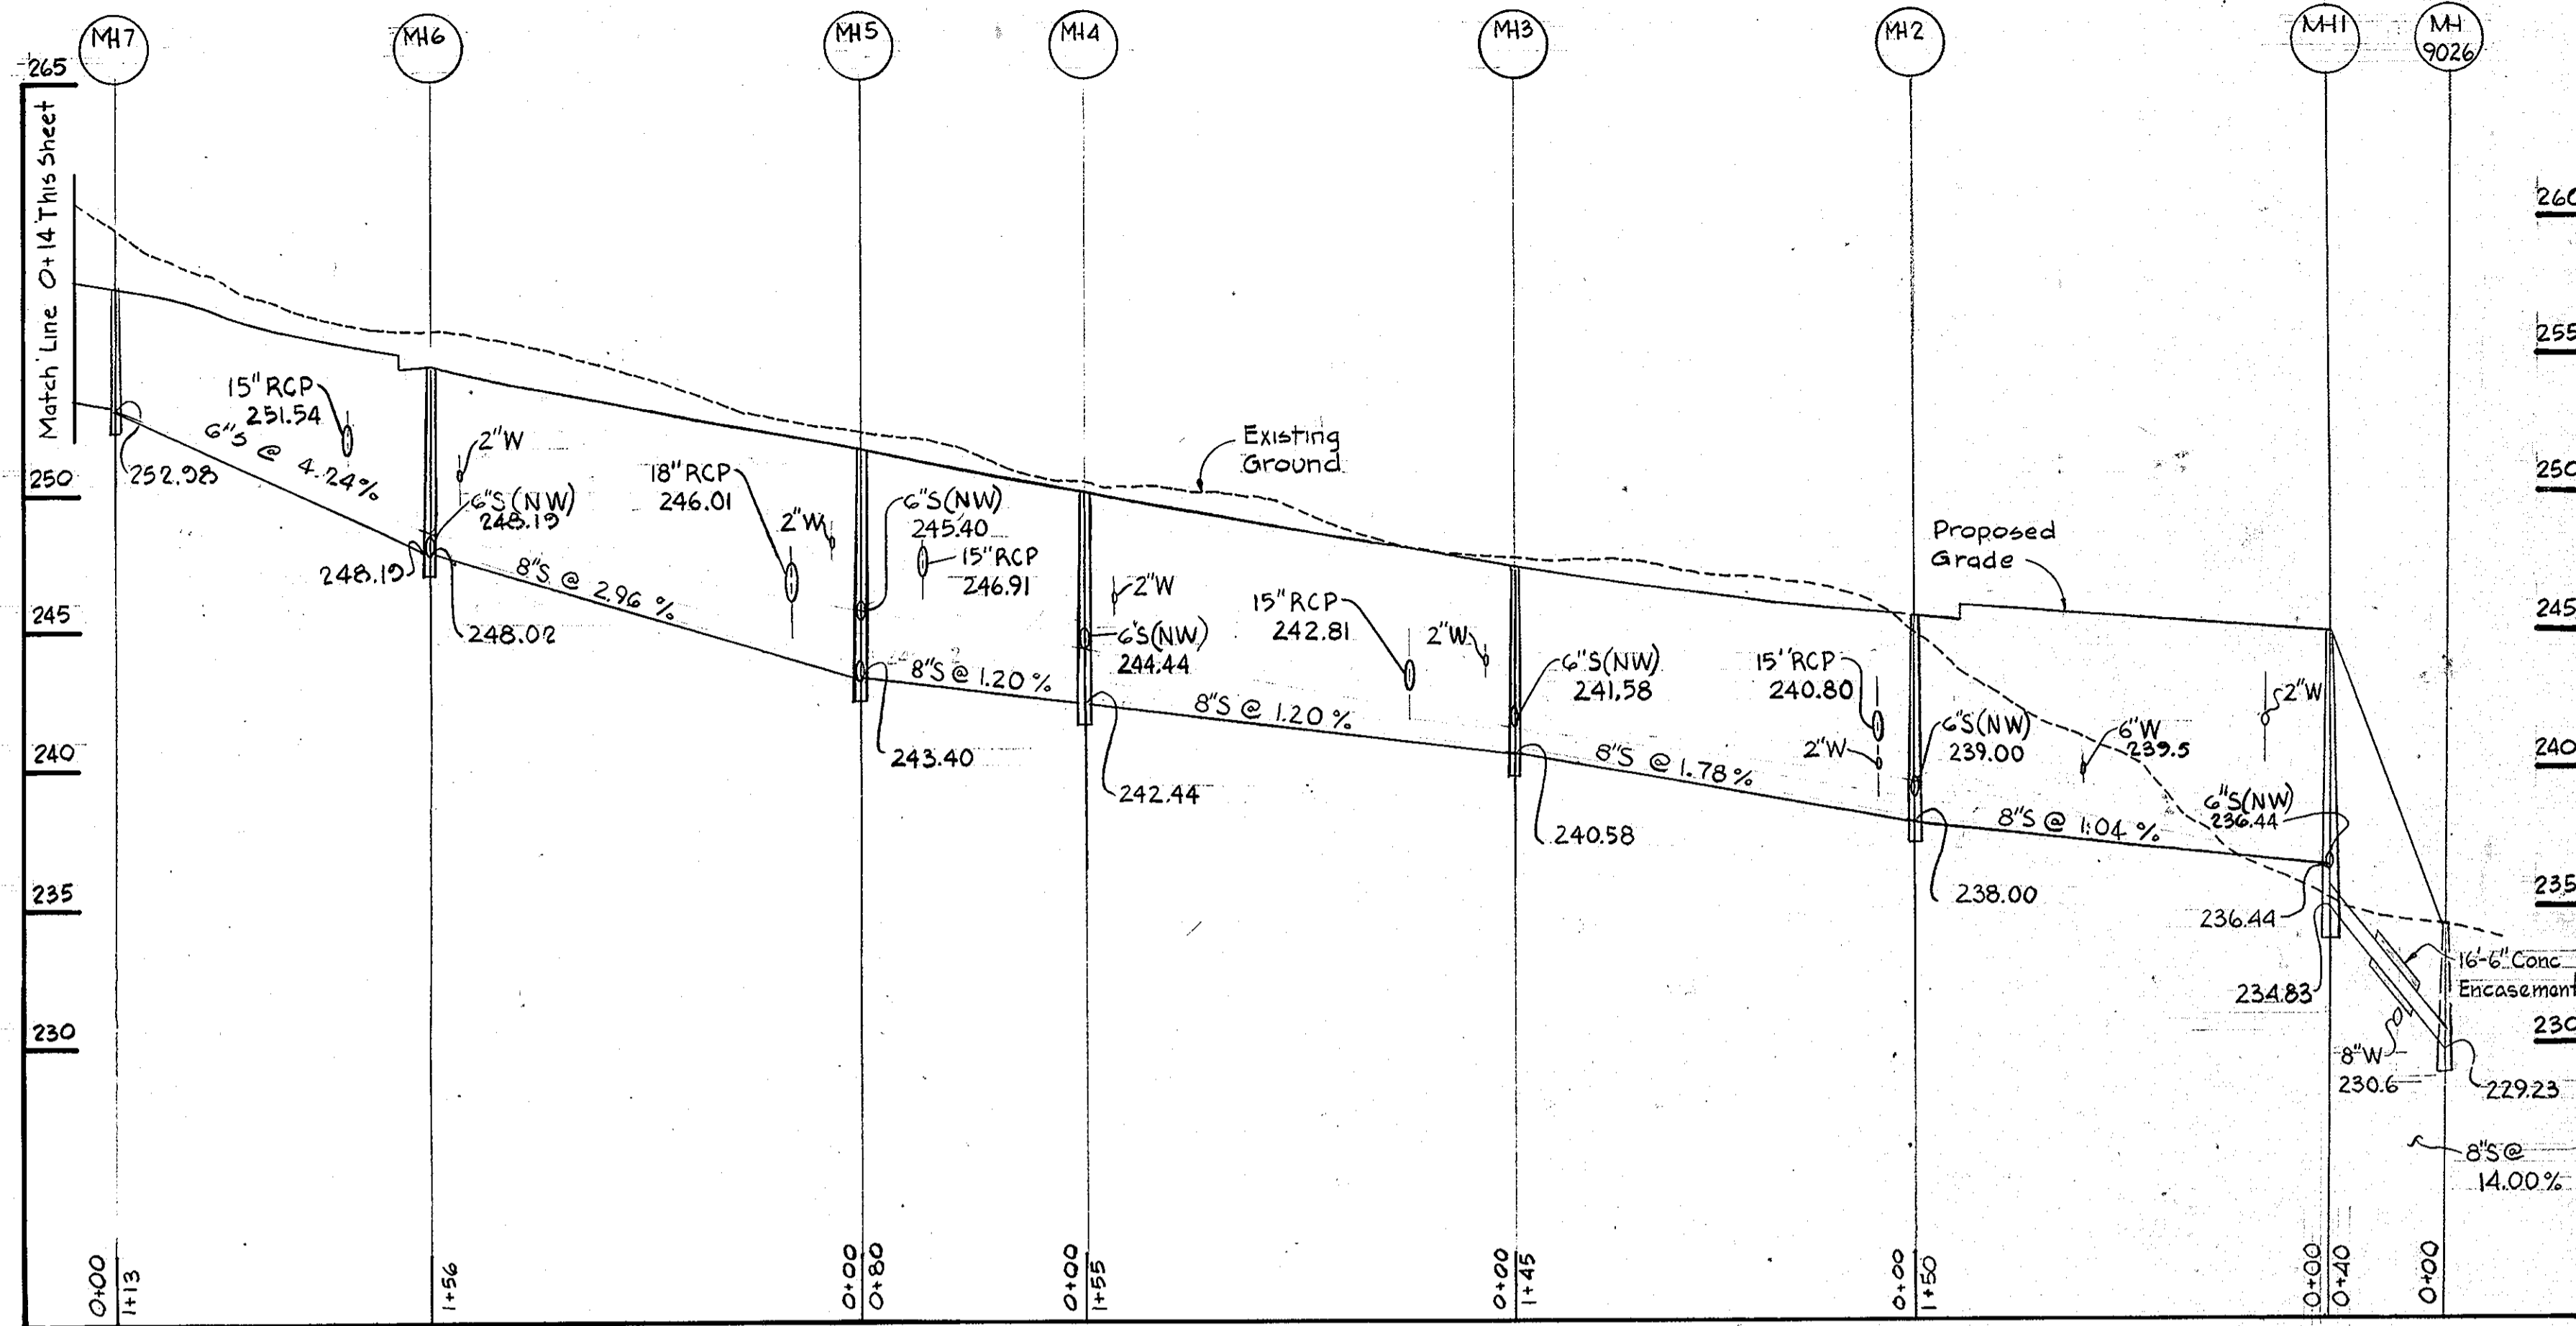 MH7
MH6
MH5
MH4
MH3
MH2
MH1
MH
9026
265
Match Line 0+14 This Sheet
260
255
250
250
245
245
240
240
235
235
230
230
15" RCP
251.54
6"S @ 4.24%
252.98
2"W
6"S (NW)
248.19
248.19
248.02
8"S @ 2.96 %
18" RCP
246.01
2"W
6"S (NW)
245.40
15" RCP
246.91
8"S @ 1.20 %
243.40
2"W
6"S(NW)
244.44
242.44
Existing
Ground
8"S @ 1.20 %
15" RCP
242.81
2"W
6"S(NW)
241.58
240.58
8"S @ 1.78 %
15" RCP
240.80
2"W
6"S(NW)
239.00
238.00
Proposed
Grade
8"S @ 1.04 %
6"W
239.5
2"W
6"S(NW)
236.44
236.44
234.83
16'-6" Conc
Encasement
8"W
230.6
229.23
8"S @
14.00%
0+00
1+13
1+56
0+00
0+80
0+00
1+55
0+00
1+45
0+00
1+50
0+00
0+40
0+00